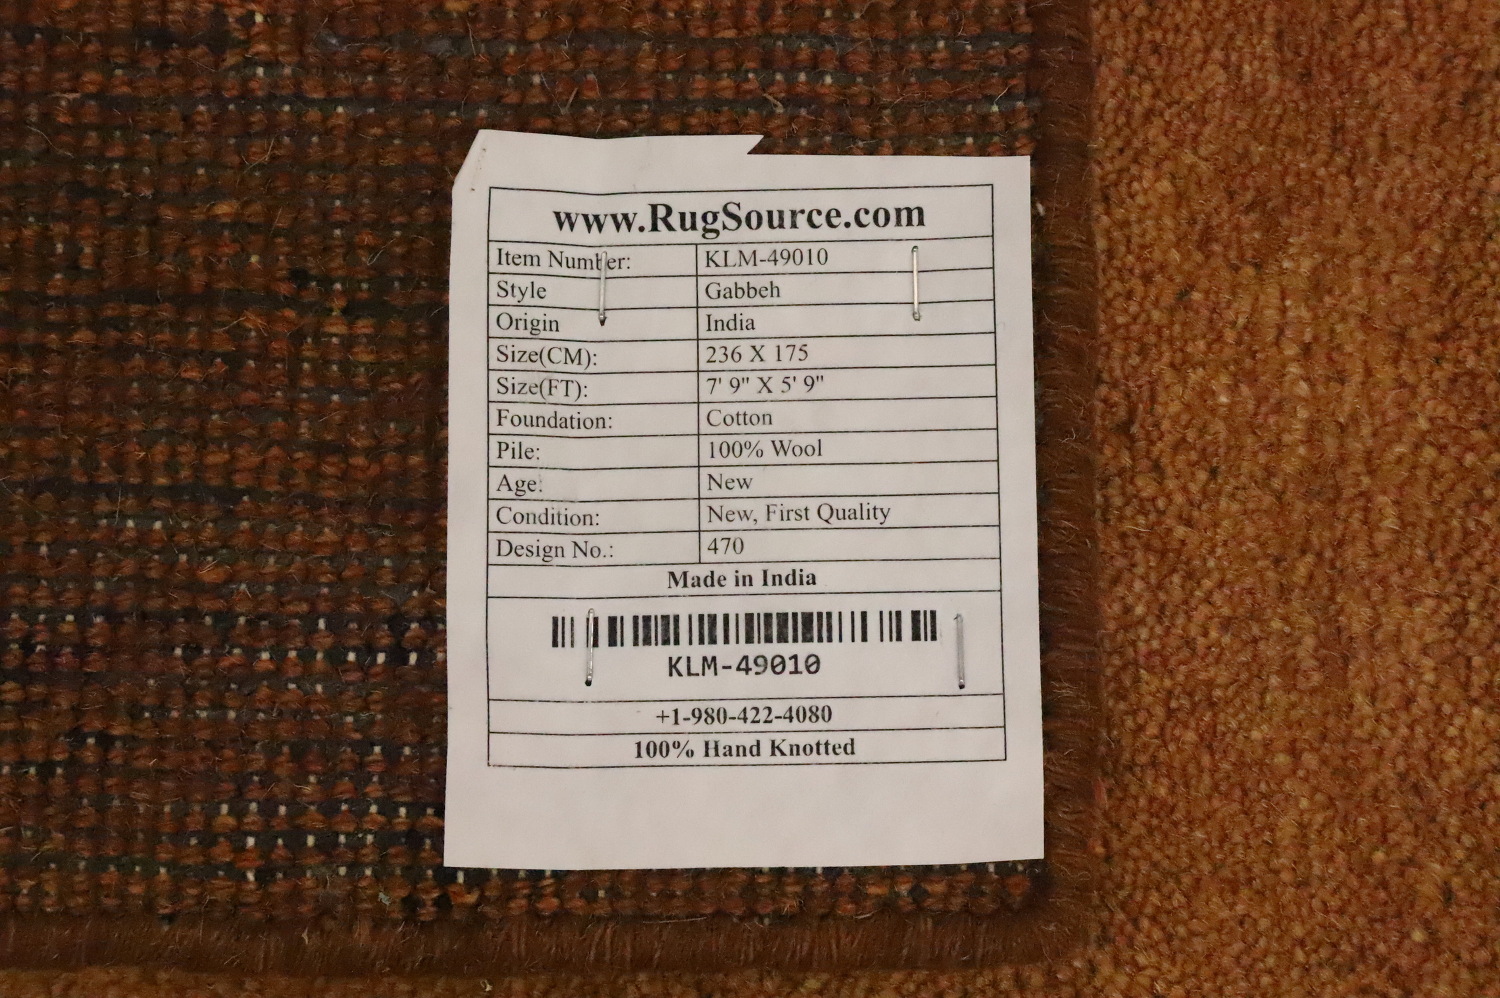 www.RugSource.com
Item Number: KLM-49010
Style Gabbeh
Origin India
Size(CM): 236 X 175
Size(FT): 7' 9" X 5' 9"
Foundation: Cotton
Pile: 100% Wool
Age: New
Condition: New, First Quality
Design No.: 470
Made in India
KLM-49010
+1-980-422-4080
100% Hand Knotted